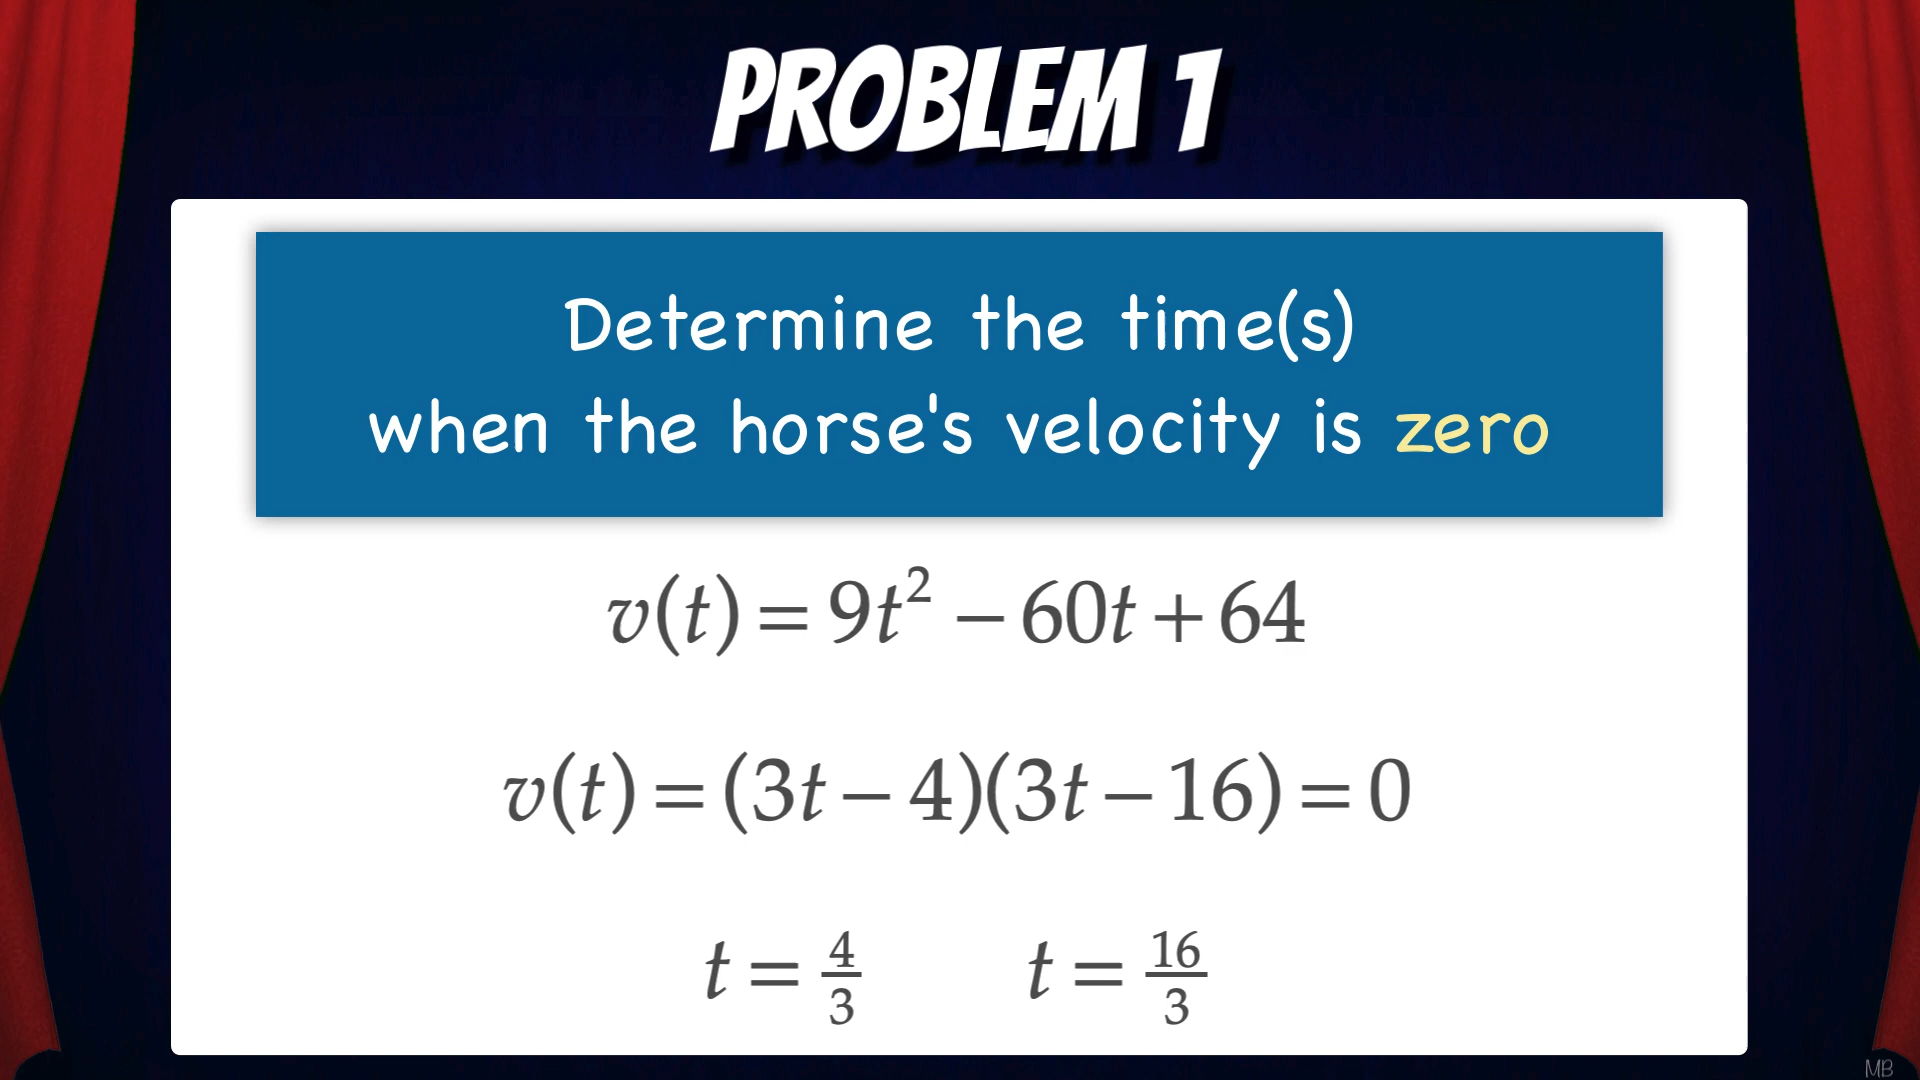 PROBLEM 1
Determine the time(s)
when the horse's velocity is zero
v(t) = 9t² − 60t + 64
v(t) = (3t − 4)(3t − 16) = 0
t = 4/3 t = 16/3
MB